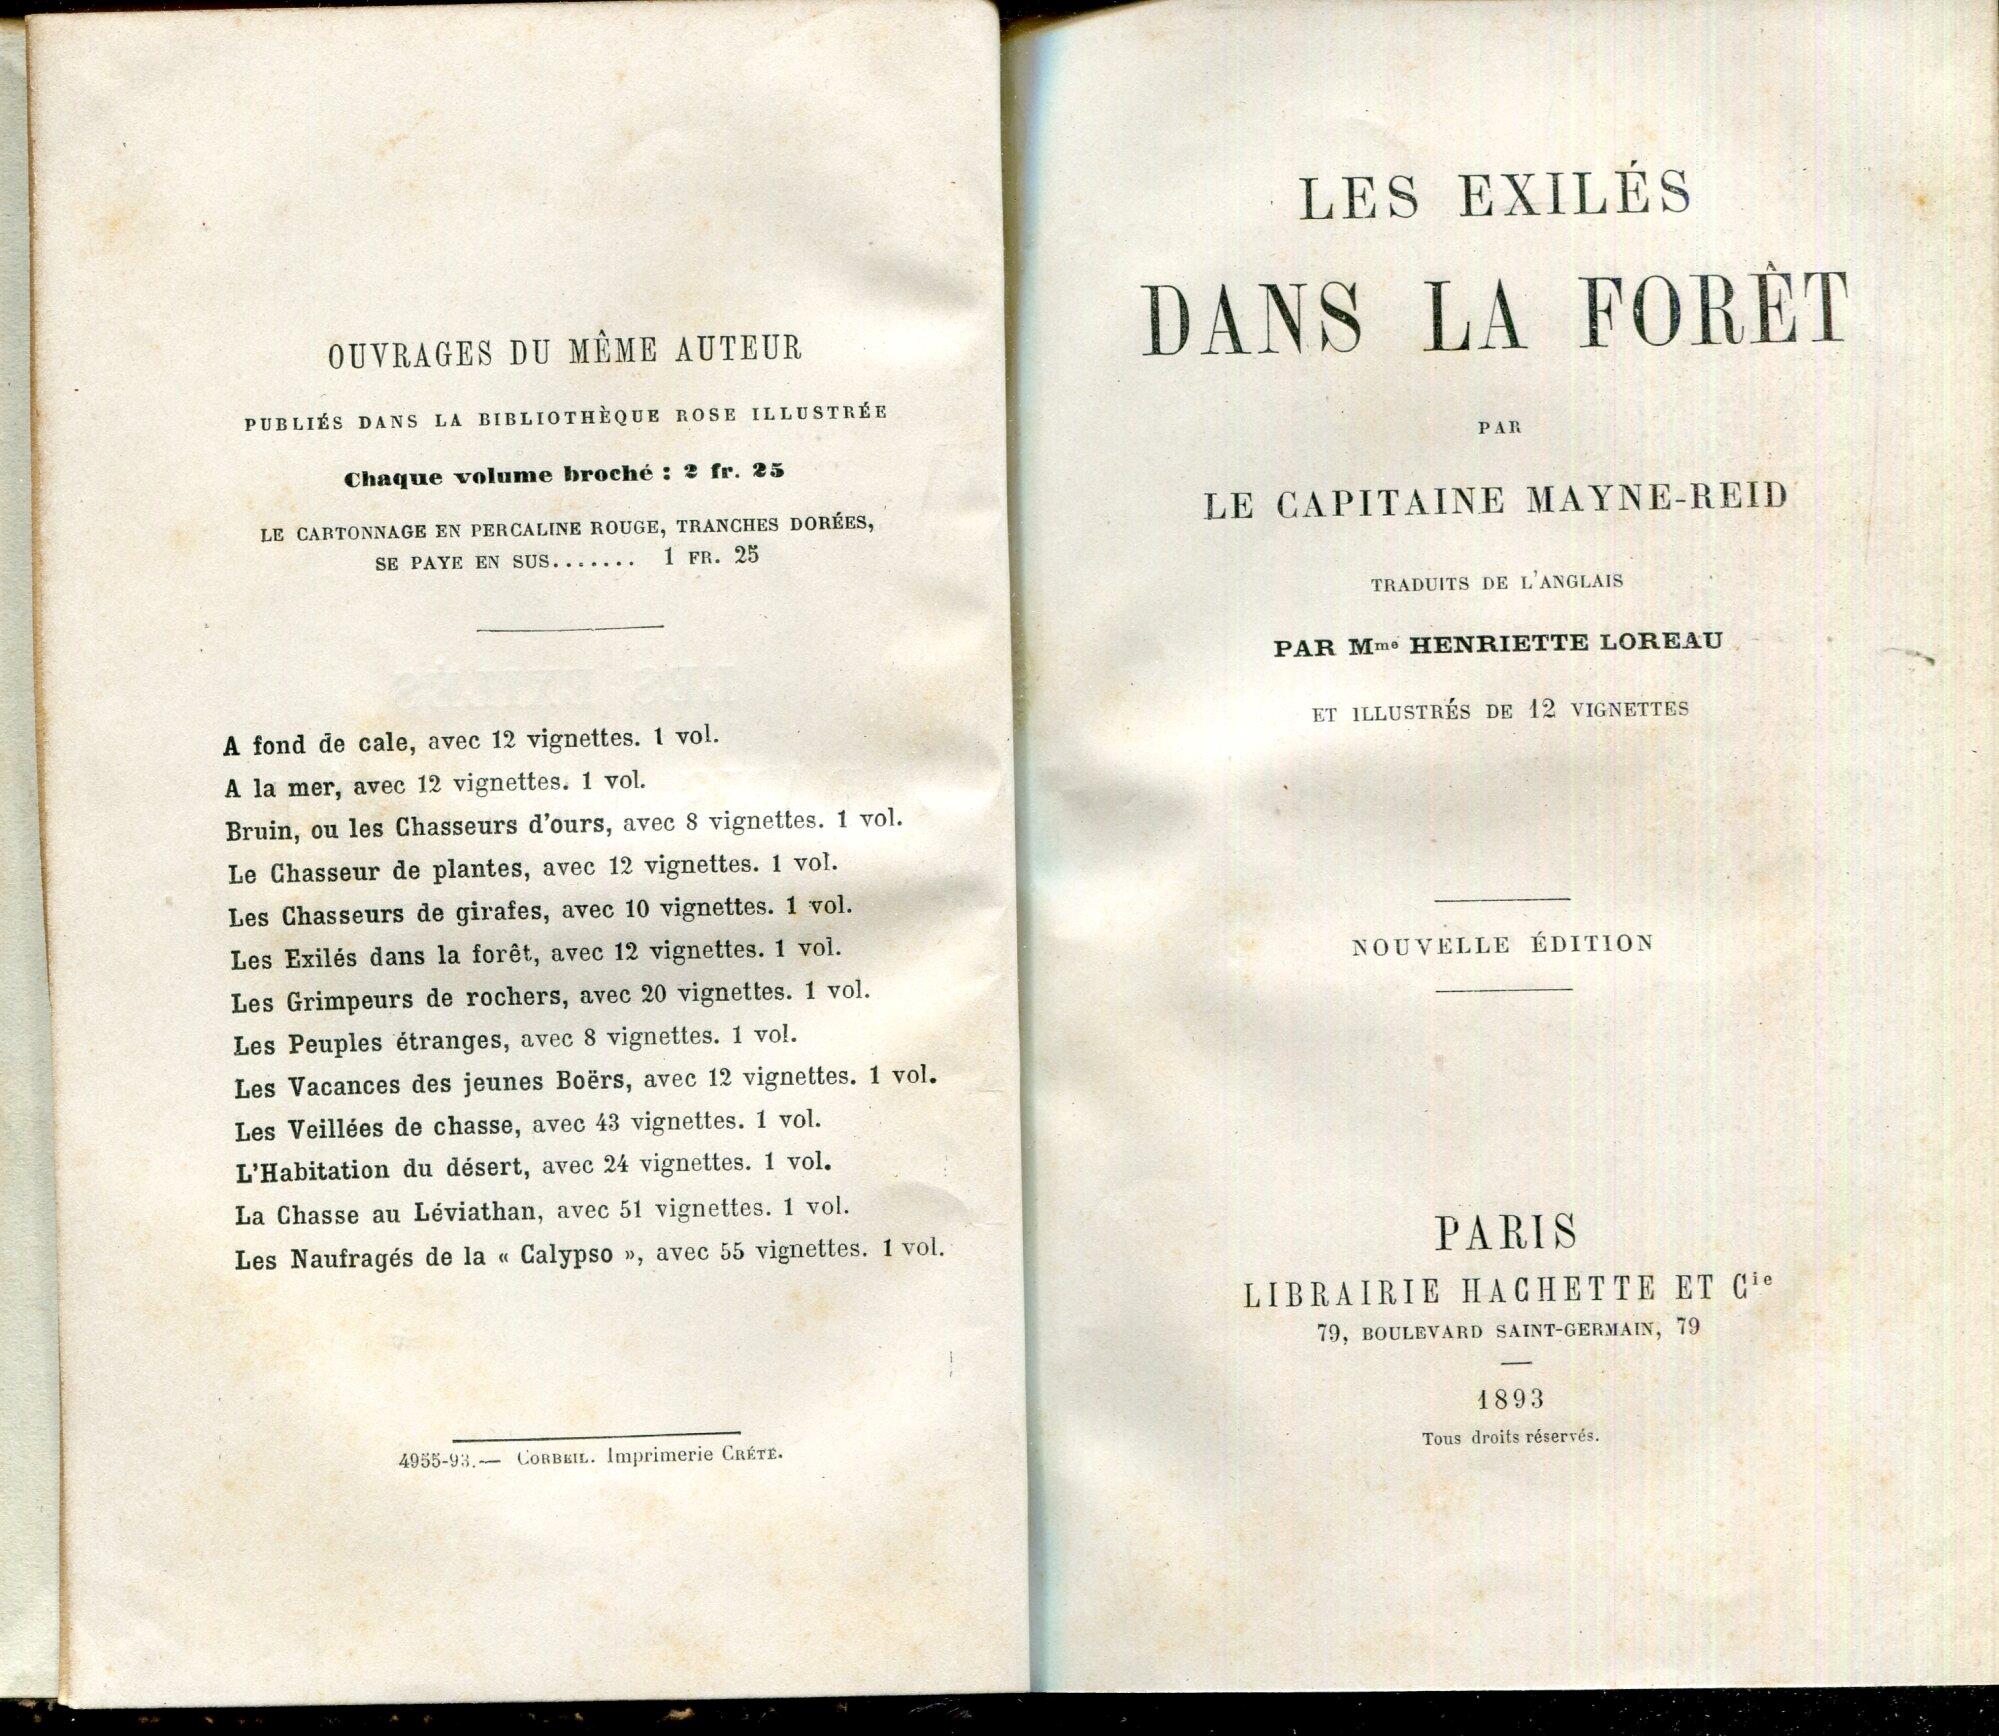 OUVRAGES DU MÊME AUTEUR
PUBLIÉS DANS LA BIBLIOTHÈQUE ROSE ILLUSTRÉE
Chaque volume broché : 2 fr. 25
LE CARTONNAGE EN PERCALINE ROUGE, TRANCHES DORÉES,
SE PAYE EN SUS....... 1 FR. 25
A fond de cale, avec 12 vignettes. 1 vol.
A la mer, avec 12 vignettes. 1 vol.
Bruin, ou les Chasseurs d'ours, avec 8 vignettes. 1 vol.
Le Chasseur de plantes, avec 12 vignettes. 1 vol.
Les Chasseurs de girafes, avec 10 vignettes. 1 vol.
Les Exilés dans la forêt, avec 12 vignettes. 1 vol.
Les Grimpeurs de rochers, avec 20 vignettes. 1 vol.
Les Peuples étranges, avec 8 vignettes. 1 vol.
Les Vacances des jeunes Boërs, avec 12 vignettes. 1 vol.
Les Veillées de chasse, avec 43 vignettes. 1 vol.
L'Habitation du désert, avec 24 vignettes. 1 vol.
La Chasse au Léviathan, avec 51 vignettes. 1 vol.
Les Naufragés de la « Calypso », avec 55 vignettes. 1 vol.
4955-93.— CORBEIL. Imprimerie CRÉTÉ.
LES EXILÉS
DANS LA FORÊT
PAR
LE CAPITAINE MAYNE-REID
TRADUITS DE L'ANGLAIS
PAR Mme HENRIETTE LOREAU
ET ILLUSTRÉS DE 12 VIGNETTES
NOUVELLE ÉDITION
PARIS
LIBRAIRIE HACHETTE ET Cie
79, BOULEVARD SAINT-GERMAIN, 79
1893
Tous droits réservés.